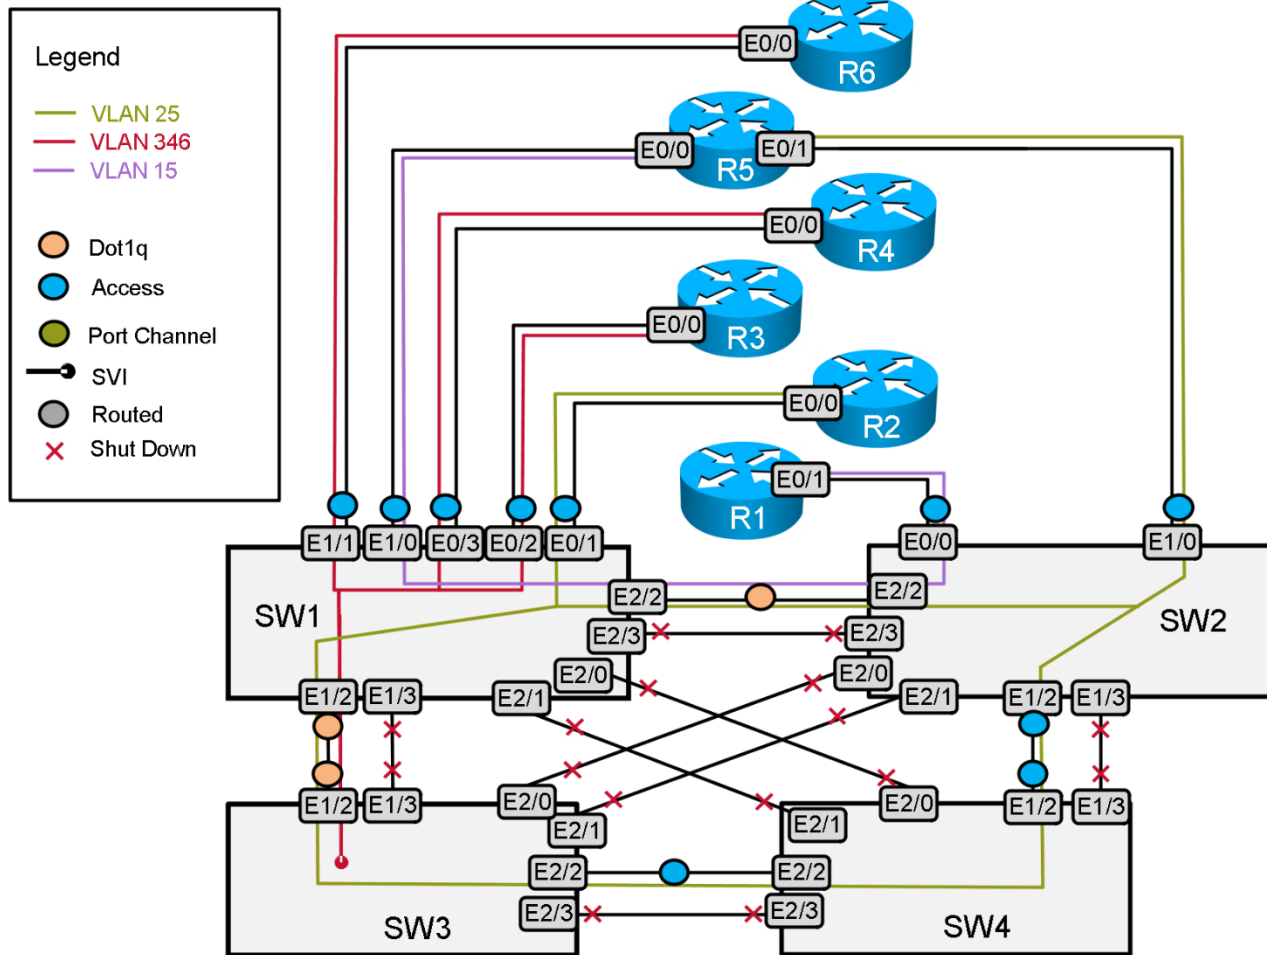 Legend
VLAN 25
VLAN 346
VLAN 15
Dot1q
Access
Port Channel
SVI
Routed
Shut Down
E0/0
R6
E0/0
E0/1
R5
E0/0
R4
E0/0
R3
E0/0
R2
E0/1
R1
E1/1
E1/0
E0/3
E0/2
E0/1
E0/0
E1/0
SW1
E2/2
E2/2
SW2
E2/3
E2/3
E2/0
E2/0
E1/2
E1/3
E2/1
E2/1
E1/2
E1/3
E1/2
E1/3
E2/0
E2/0
E1/2
E1/3
E2/1
E2/1
E2/2
E2/2
E2/3
E2/3
SW3
SW4